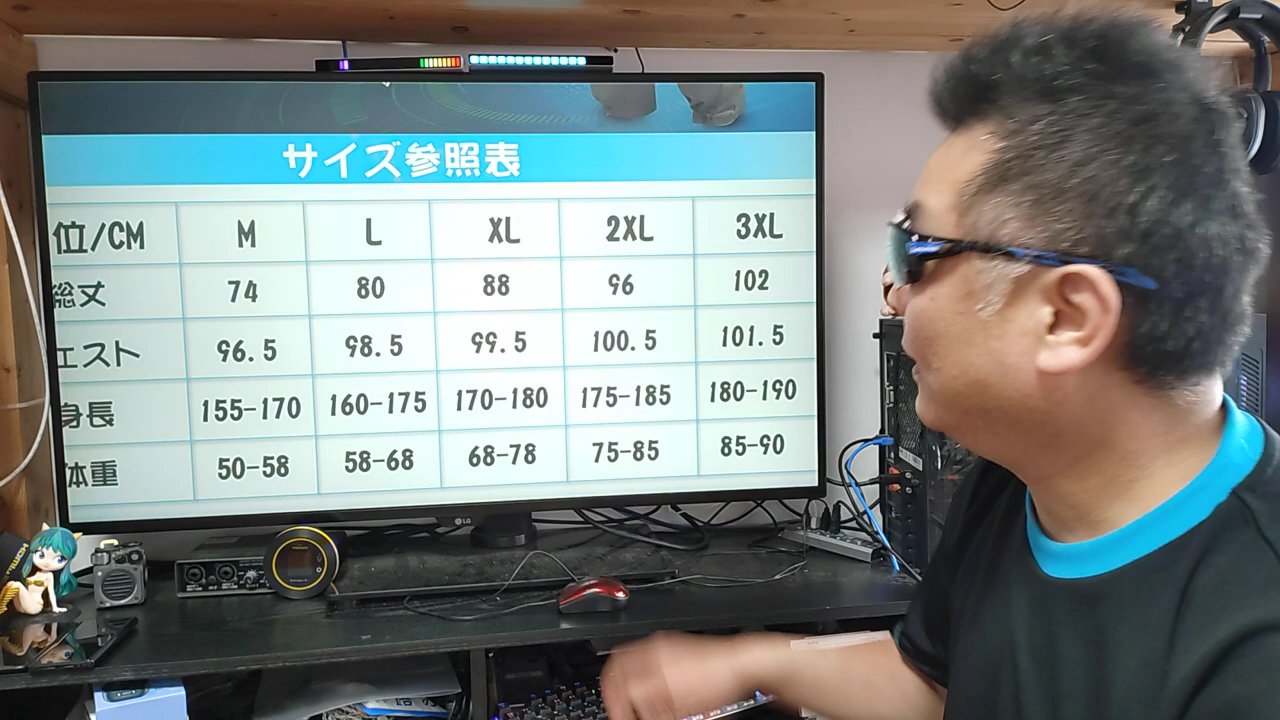 サイズ参照表
位/CM M L XL 2XL 3XL
総丈 74 80 88 96 102
エスト 96.5 98.5 99.5 100.5 101.5
身長 155-170 160-175 170-180 175-185 180-190
体重 50-58 58-68 68-78 75-85 85-90
LG